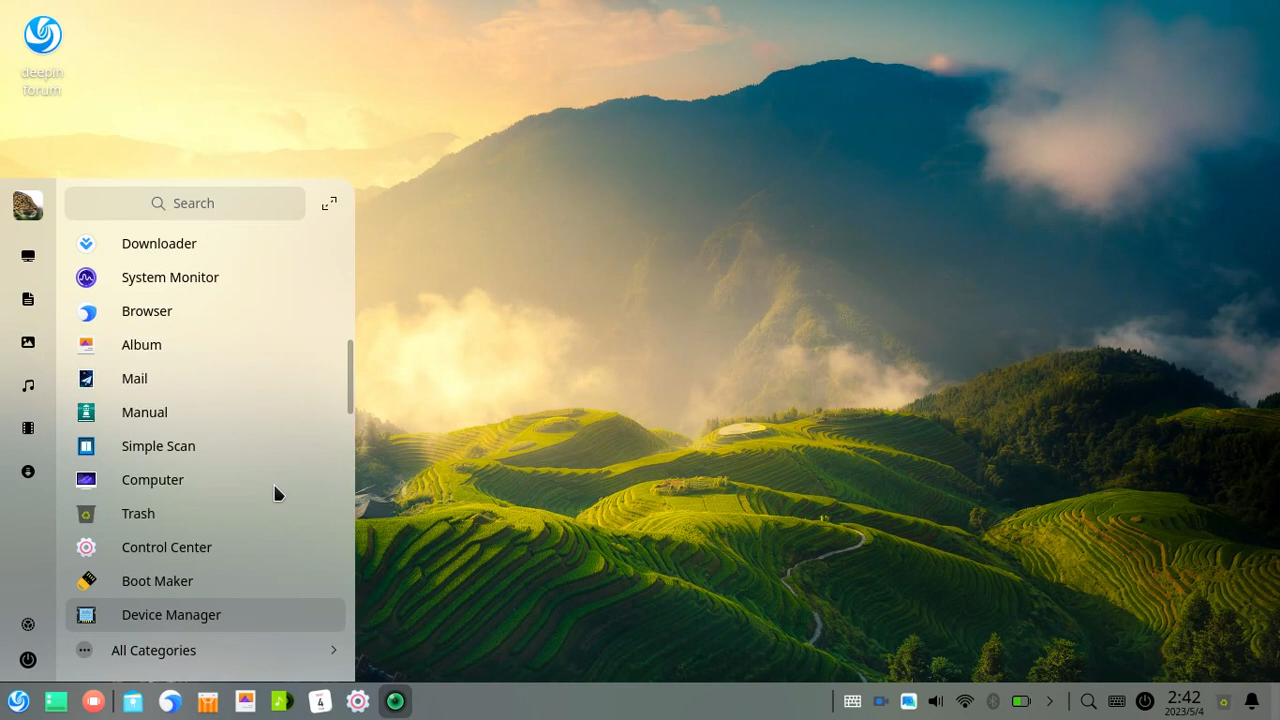 deepin
forum
Search
Downloader
System Monitor
Browser
Album
Mail
Manual
Simple Scan
Computer
Trash
Control Center
Boot Maker
Device Manager
All Categories
4
2:42
2023/5/4